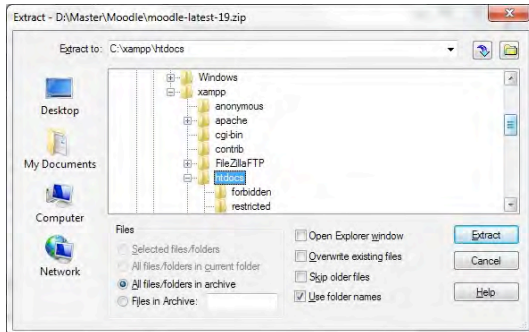 Extract - D:\Master\Moodle\moodle-latest-19.zip
Extract to: C:\xampp\htdocs
Desktop
My Documents
Computer
Network
Windows
xampp
anonymous
apache
cgi-bin
contrib
FileZillaFTP
htdocs
forbidden
restricted
Files
Selected files/folders
All files/folders in current folder
All files/folders in archive
Files in Archive:
Open Explorer window
Overwrite existing files
Skip older files
Use folder names
Extract
Cancel
Help